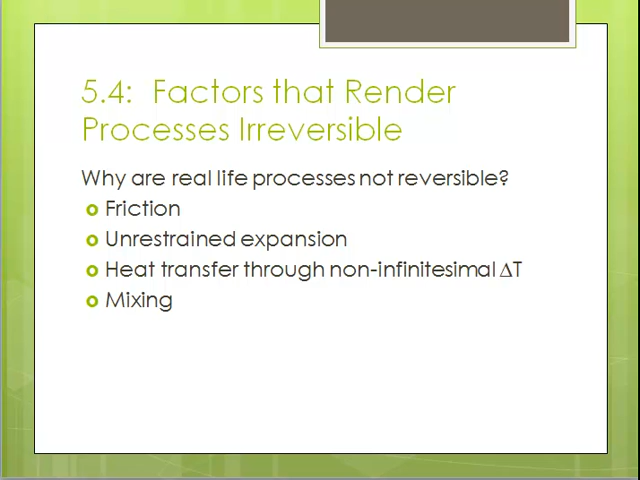 5.4:  Factors that Render
Processes Irreversible
Why are real life processes not reversible?
Friction
Unrestrained expansion
Heat transfer through non-infinitesimal ΔT
Mixing